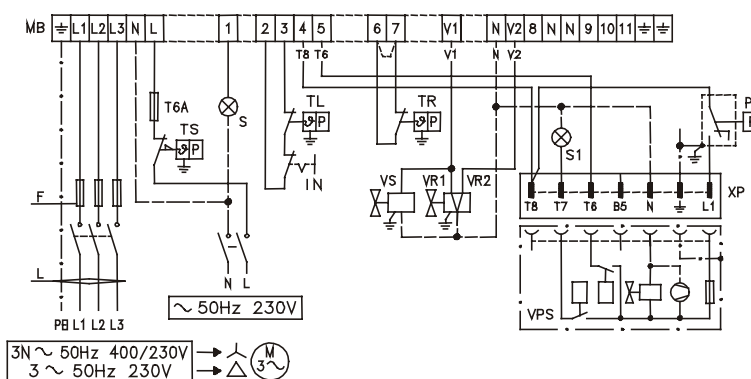 MB ⏚ L1 L2 L3 N L 1 2 3 4 5 6 7 V1 N V2 8 N N 9 10 11 ⏚ ⏚
T8 T6 V1 N V2
T6A S TL TR P
TS ϑ P ϑ P ϑ P
S1
IN
VS VR1 VR2
F XP
T8 T7 T6 B5 N ⏚ L1
L N L
VPS
PE L1 L2 L3 ~ 50Hz 230V
3N ~ 50Hz 400/230V
3 ~ 50Hz 230V
M
3~